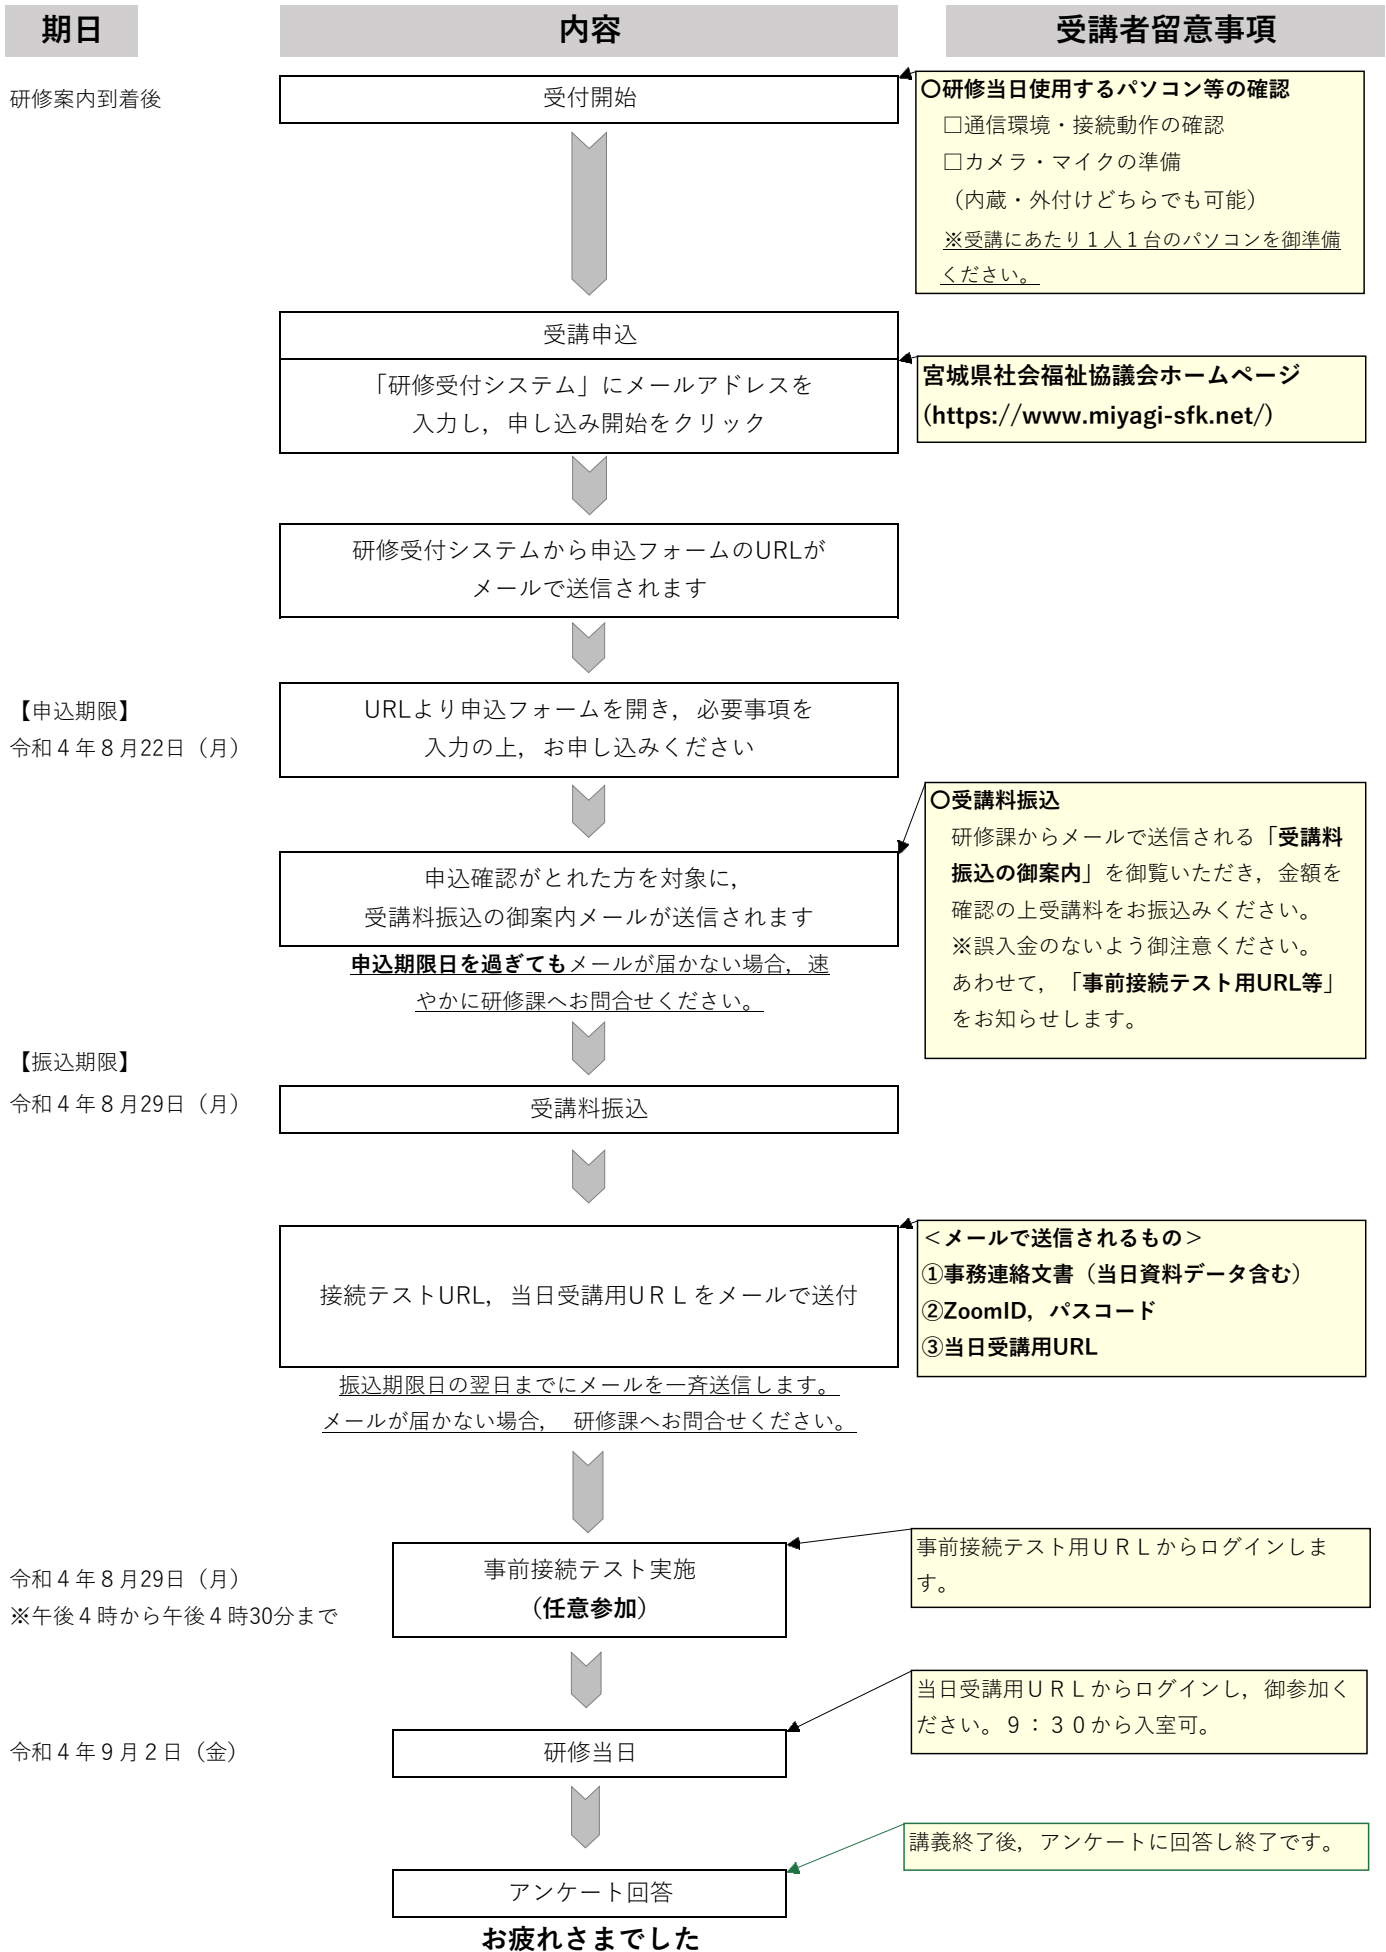 期日
内容
受講者留意事項
研修案内到着後
受付開始
〇研修当日使用するパソコン等の確認
□通信環境・接続動作の確認
□カメラ・マイクの準備
（内蔵・外付けどちらでも可能）
※受講にあたり１人１台のパソコンを御準備
ください。
受講申込
「研修受付システム」にメールアドレスを
入力し，申し込み開始をクリック
宮城県社会福祉協議会ホームページ
(https://www.miyagi-sfk.net/)
研修受付システムから申込フォームのURLが
メールで送信されます
【申込期限】
令和４年８月22日（月）
URLより申込フォームを開き，必要事項を
入力の上，お申し込みください
〇受講料振込
研修課からメールで送信される「受講料
振込の御案内」を御覧いただき，金額を
確認の上受講料をお振込みください。
※誤入金のないよう御注意ください。
あわせて，「事前接続テスト用URL等」
をお知らせします。
申込確認がとれた方を対象に，
受講料振込の御案内メールが送信されます
申込期限日を過ぎてもメールが届かない場合，速
やかに研修課へお問合せください。
【振込期限】
令和４年８月29日（月）
受講料振込
接続テストURL，当日受講用ＵＲＬをメールで送付
＜メールで送信されるもの＞
①事務連絡文書（当日資料データ含む）
②ZoomID，パスコード
③当日受講用URL
振込期限日の翌日までにメールを一斉送信します。
メールが届かない場合，　研修課へお問合せください。
令和４年８月29日（月）
※午後４時から午後４時30分まで
事前接続テスト実施
（任意参加）
事前接続テスト用ＵＲＬからログインしま
す。
令和４年９月２日（金）
研修当日
当日受講用ＵＲＬからログインし，御参加く
ださい。９：３０から入室可。
アンケート回答
講義終了後，アンケートに回答し終了です。
お疲れさまでした